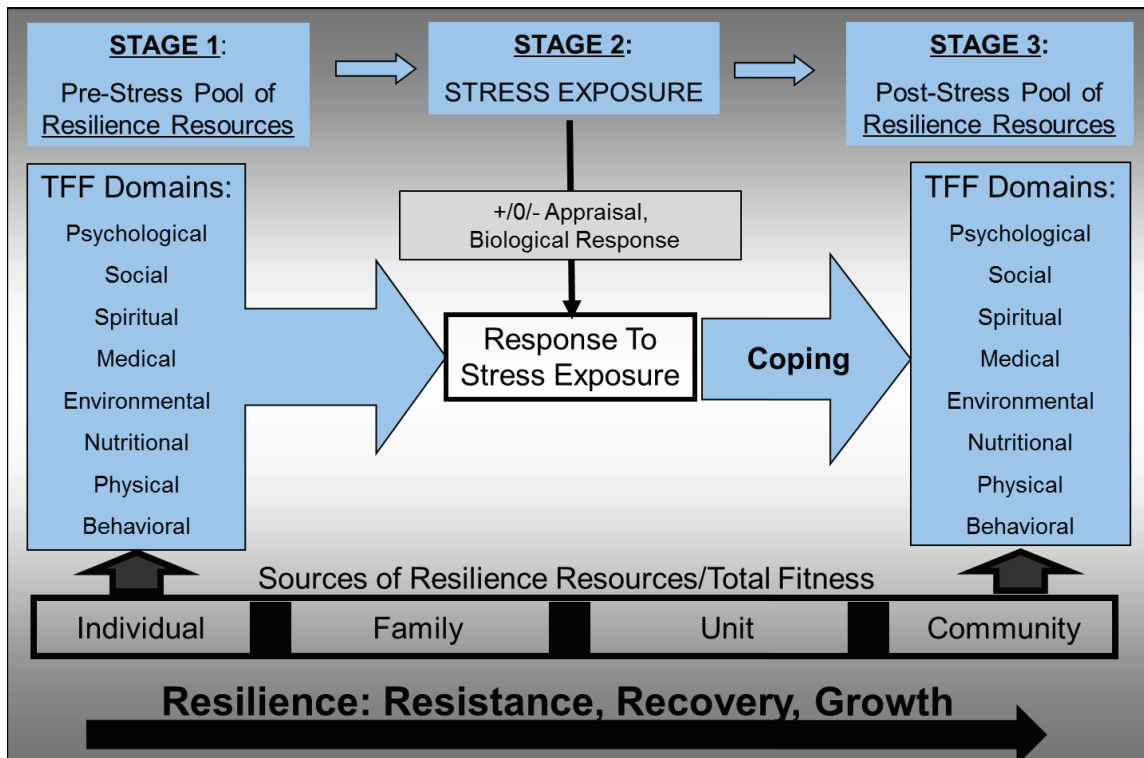 STAGE 1:
Pre-Stress Pool of
Resilience Resources
STAGE 2:
STRESS EXPOSURE
STAGE 3:
Post-Stress Pool of
Resilience Resources
TFF Domains:
Psychological
Social
Spiritual
Medical
Environmental
Nutritional
Physical
Behavioral
+/0/- Appraisal,
Biological Response
Response To
Stress Exposure
Coping
TFF Domains:
Psychological
Social
Spiritual
Medical
Environmental
Nutritional
Physical
Behavioral
Sources of Resilience Resources/Total Fitness
Individual
Family
Unit
Community
Resilience: Resistance, Recovery, Growth